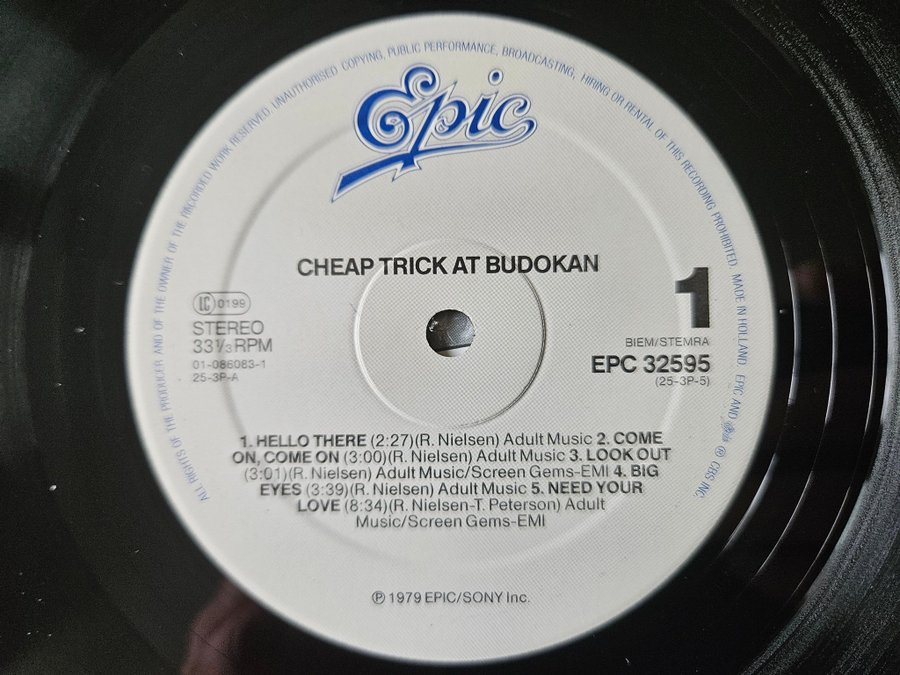 ALL RIGHTS OF THE PRODUCER AND OF THE OWNER OF THE RECORDED WORK RESERVED. UNAUTHORISED COPYING, PUBLIC PERFORMANCE, BROADCASTING, HIRING OR RENTAL OF THIS RECORDING PROHIBITED. MADE IN HOLLAND. EPIC AND ® CBS INC.
Epic
CHEAP TRICK AT BUDOKAN
1
LC 0199
STEREO
33⅓ RPM
01-086083-1
25-3P-A
BIEM/STEMRA
EPC 32595
(25-3P-5)
1. HELLO THERE (2:27)(R. Nielsen) Adult Music 2. COME
ON, COME ON (3:00)(R. Nielsen) Adult Music 3. LOOK OUT
(3:01)(R. Nielsen) Adult Music/Screen Gems-EMI 4. BIG
EYES (3:39)(R. Nielsen) Adult Music 5. NEED YOUR
LOVE (8:34)(R. Nielsen-T. Peterson) Adult
Music/Screen Gems-EMI
℗ 1979 EPIC/SONY Inc.